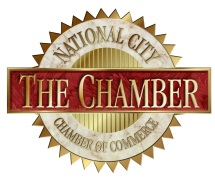 NATIONAL CITY
THE CHAMBER
CHAMBER OF COMMERCE